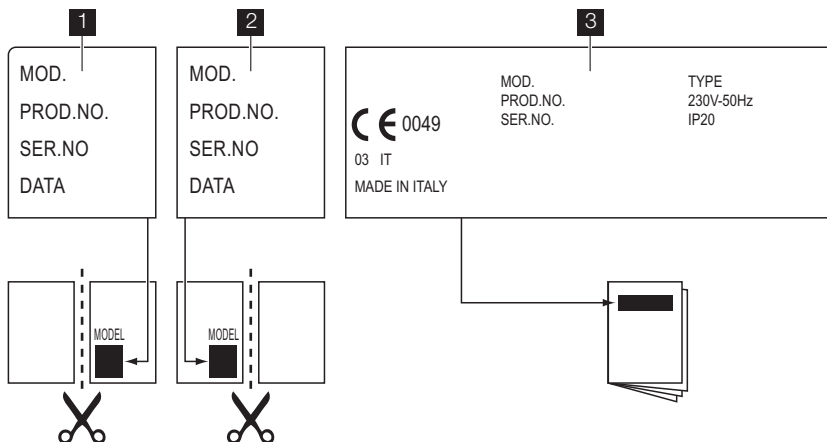 1
2
3
MOD.
PROD.NO.
SER.NO
DATA
MOD.
PROD.NO.
SER.NO
DATA
CE 0049
03 IT
MADE IN ITALY
MOD.
PROD.NO.
SER.NO.
TYPE
230V-50Hz
IP20
MODEL
MODEL